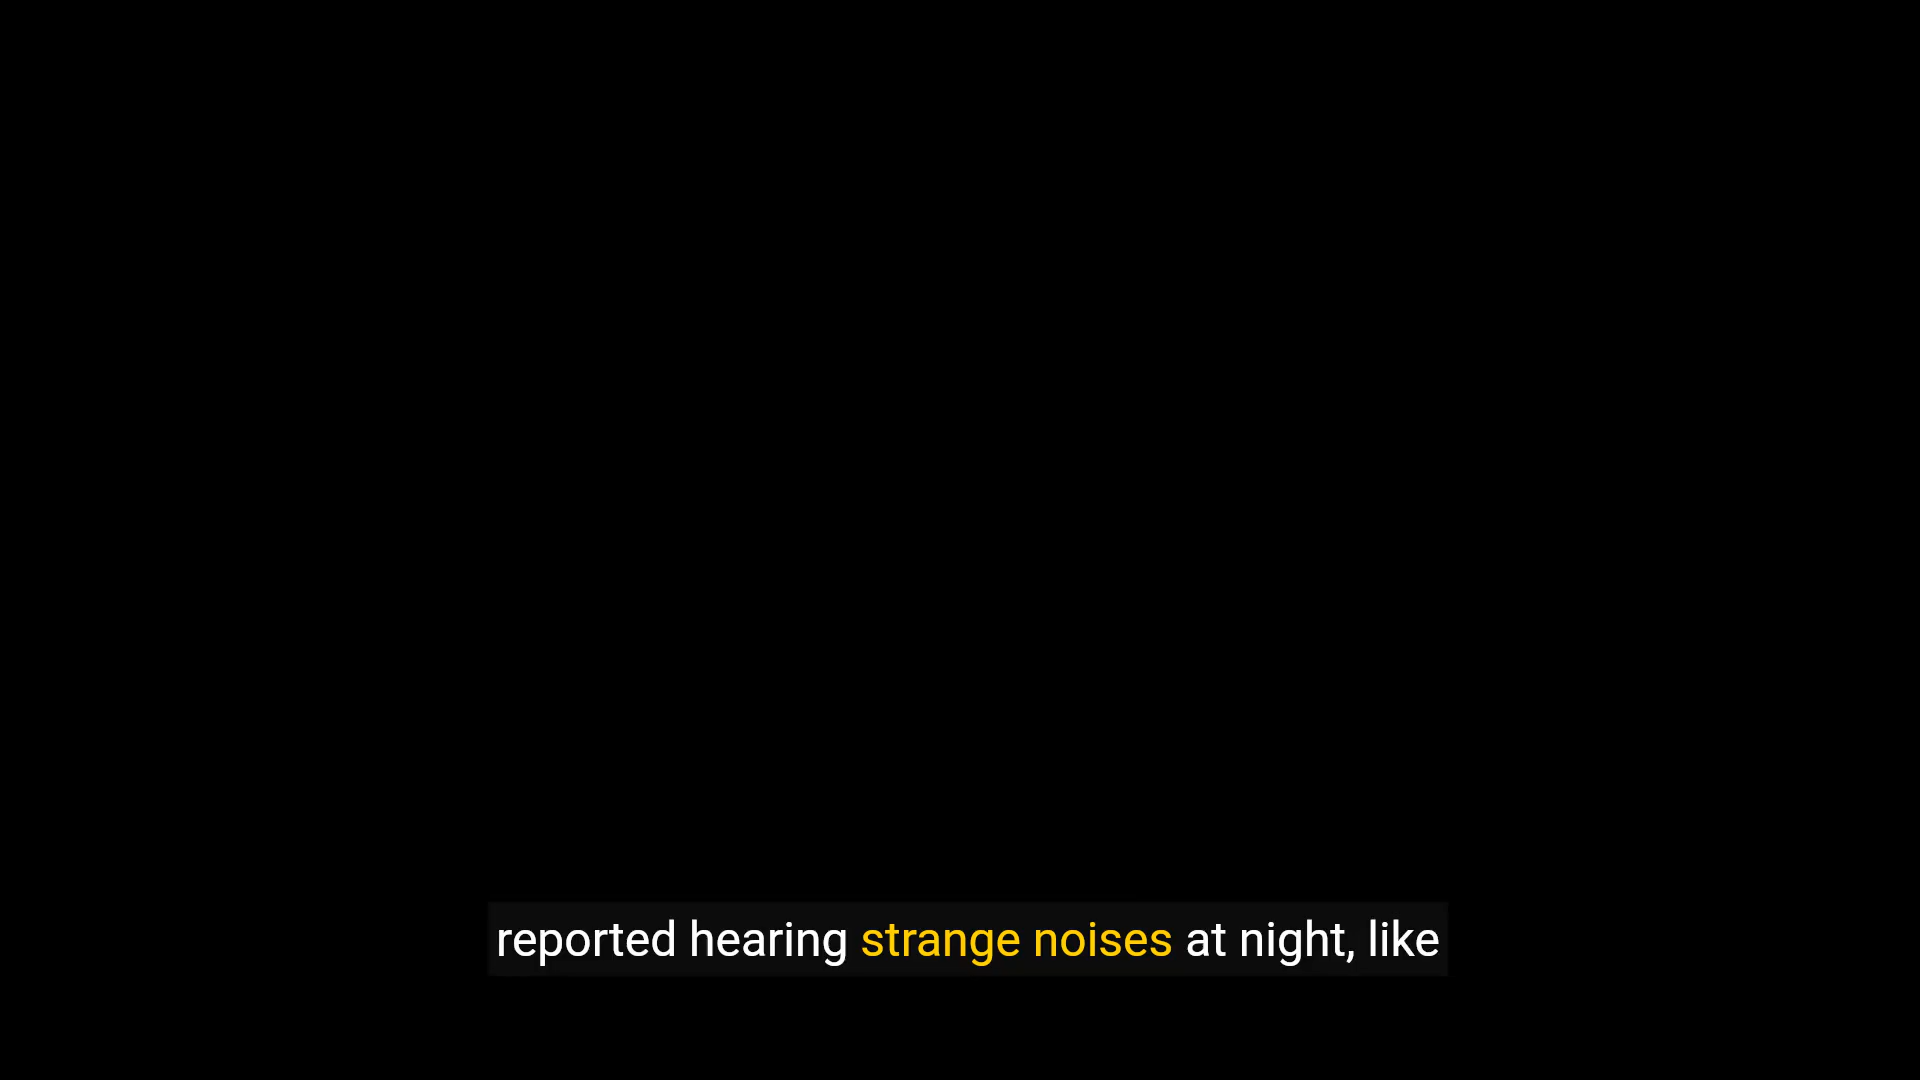 reported hearing strange noises at night, like